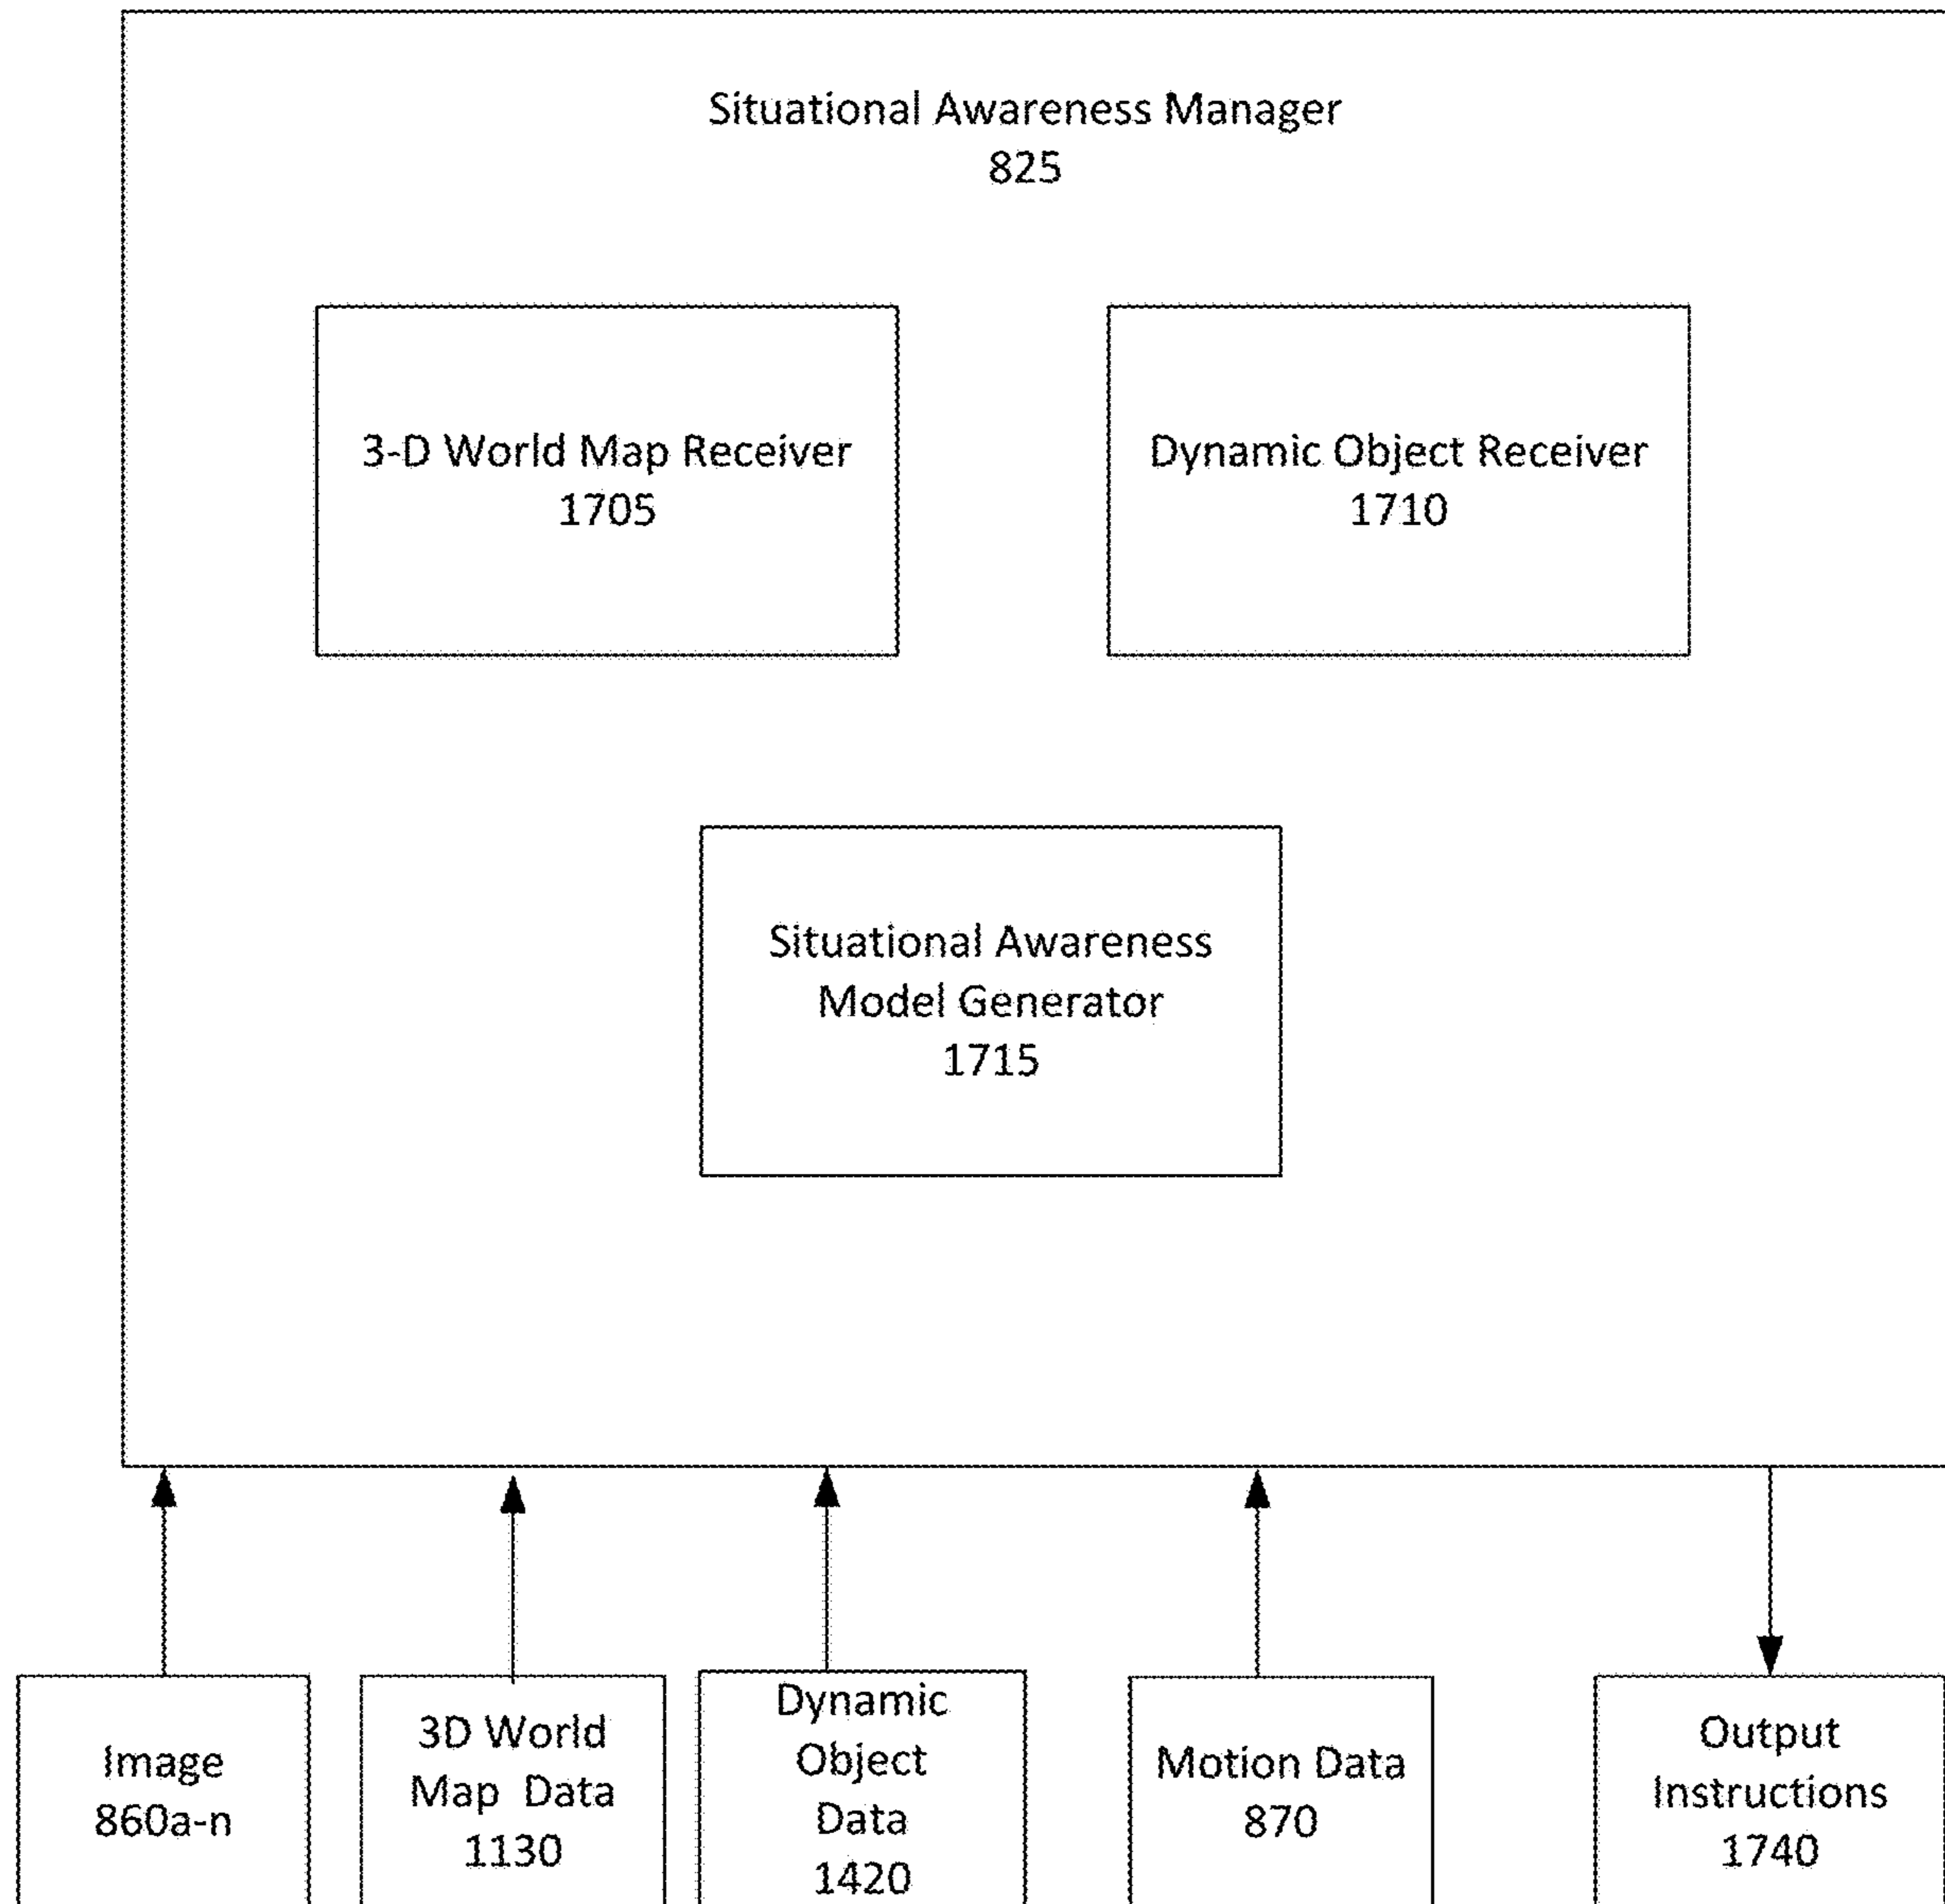 Situational Awareness Manager
825
3-D World Map Receiver
1705
Dynamic Object Receiver
1710
Situational Awareness
Model Generator
1715
Image
860a-n
3D World
Map Data
1130
Dynamic
Object
Data
1420
Motion Data
870
Output
Instructions
1740